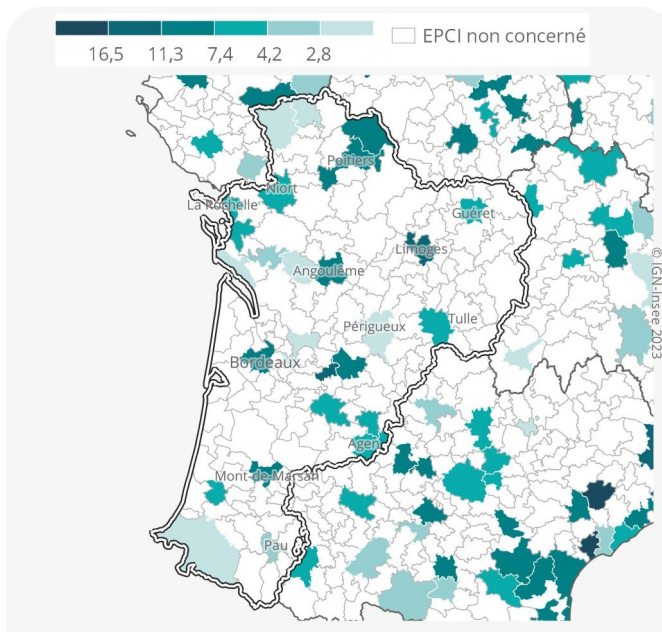 16,5 11,3 7,4 4,2 2,8
EPCI non concerné
Poitiers
Niort
La Rochelle
Guéret
Limoges
Angoulême
Périgueux
Tulle
Bordeaux
Agen
Mont-de-Marsan
Pau
© IGN-Insee 2023